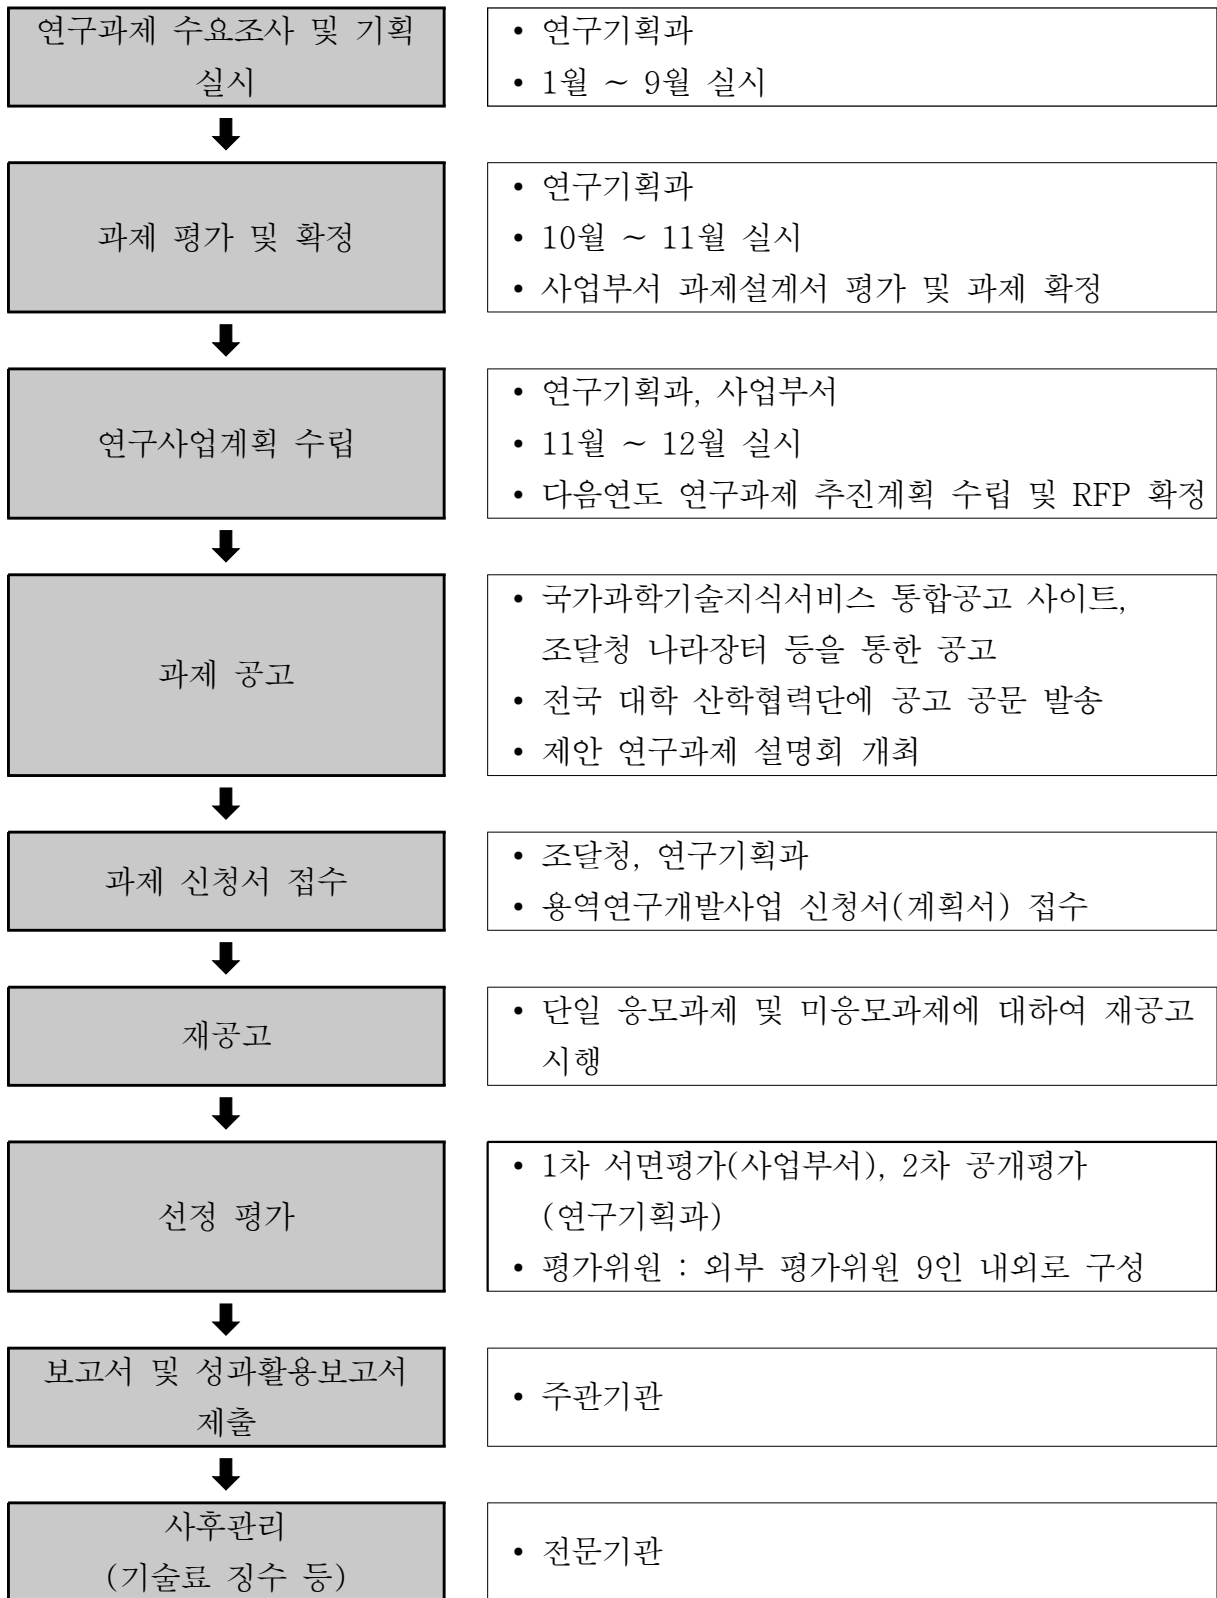 연구과제 수요조사 및 기획
실시
• 연구기획과
• 1월 ~ 9월 실시
과제 평가 및 확정
• 연구기획과
• 10월 ~ 11월 실시
• 사업부서 과제설계서 평가 및 과제 확정
연구사업계획 수립
• 연구기획과, 사업부서
• 11월 ~ 12월 실시
• 다음연도 연구과제 추진계획 수립 및 RFP 확정
과제 공고
• 국가과학기술지식서비스 통합공고 사이트,
조달청 나라장터 등을 통한 공고
• 전국 대학 산학협력단에 공고 공문 발송
• 제안 연구과제 설명회 개최
과제 신청서 접수
• 조달청, 연구기획과
• 용역연구개발사업 신청서(계획서) 접수
재공고
• 단일 응모과제 및 미응모과제에 대하여 재공고
시행
선정 평가
• 1차 서면평가(사업부서), 2차 공개평가
(연구기획과)
• 평가위원 : 외부 평가위원 9인 내외로 구성
보고서 및 성과활용보고서
제출
• 주관기관
사후관리
(기술료 징수 등)
• 전문기관